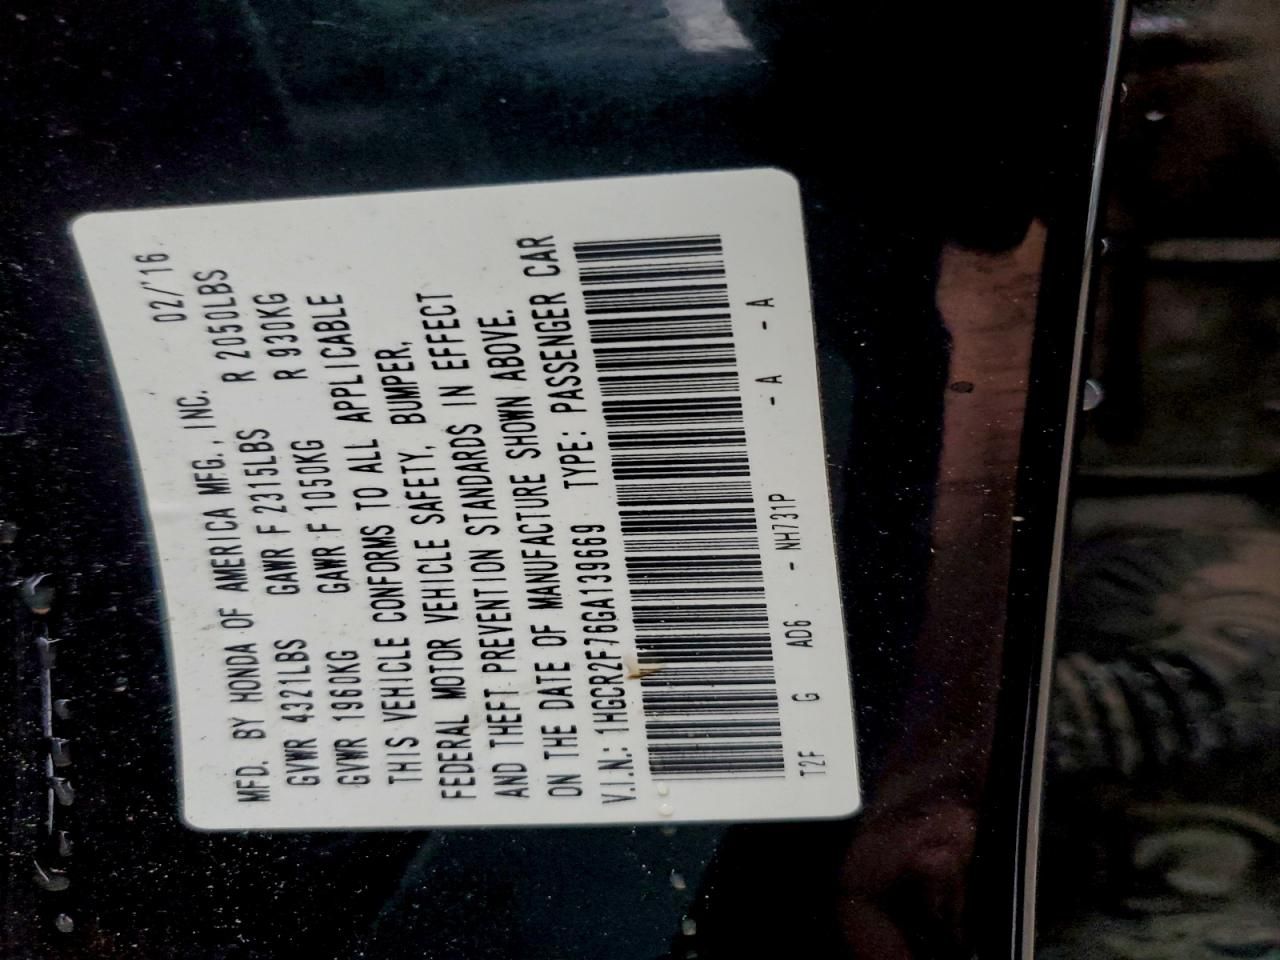 MFD. BY HONDA OF AMERICA MFG., INC. 02/'16
GVWR 4321LBS GAWR F 2315LBS R 2050LBS
GVWR 1960KG GAWR F 1050KG R 930KG
THIS VEHICLE CONFORMS TO ALL APPLICABLE
FEDERAL MOTOR VEHICLE SAFETY, BUMPER,
AND THEFT PREVENTION STANDARDS IN EFFECT
ON THE DATE OF MANUFACTURE SHOWN ABOVE.
V.I.N.: 1HGCR2F76GA139669 TYPE: PASSENGER CAR
T2F G AD6 - NH731P - A - A